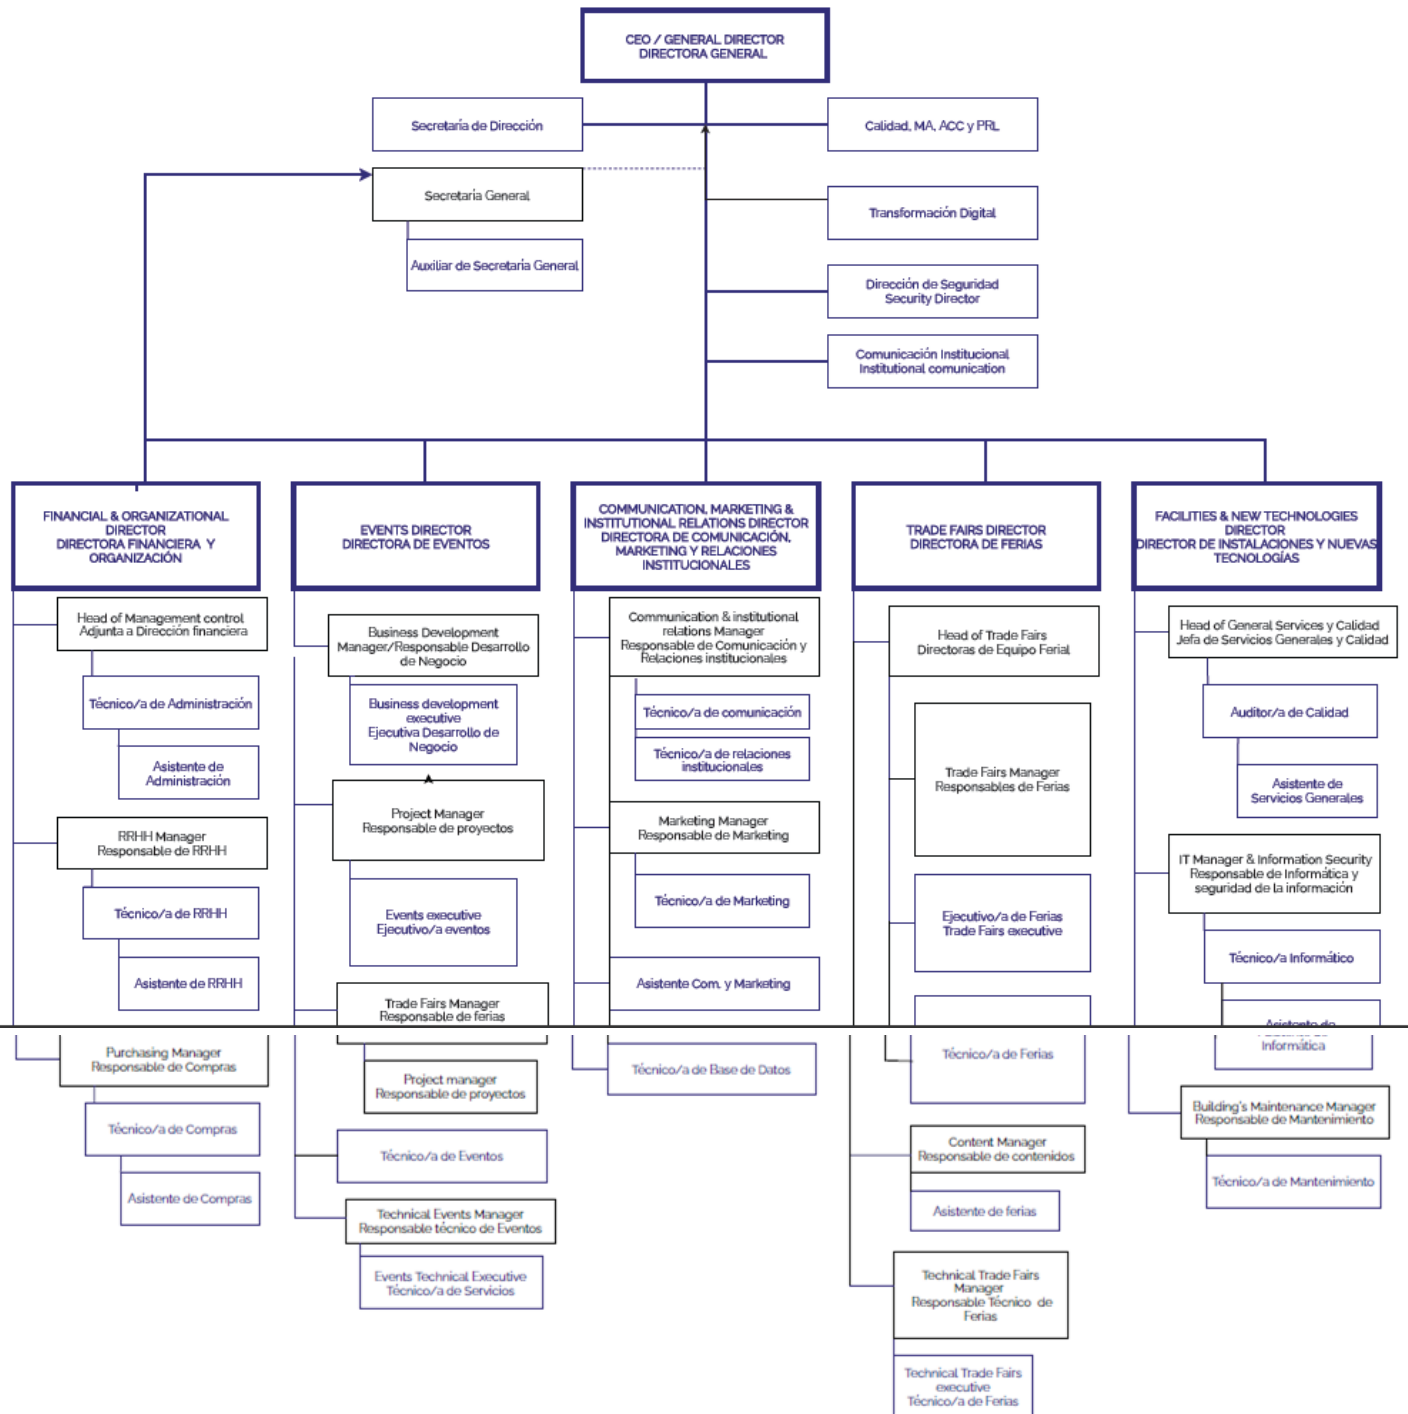 CEO / GENERAL DIRECTOR
DIRECTORA GENERAL
Secretaría de Dirección
Calidad, MA, ACC y PRL
Secretaria General
Transformación Digital
Auxiliar de Secretaría General
Dirección de Seguridad
Security Director
Comunicación Institucional
Institutional comunication
FINANCIAL & ORGANIZATIONAL
DIRECTOR
DIRECTORA FINANCIERA Y
ORGANIZACIÓN
Head of Management control
Adjunta a Dirección financiera
Técnico/a de Administración
Asistente de
Administración
RRHH Manager
Responsable de RRHH
Técnico/a de RRHH
Asistente de RRHH
Purchasing Manager
Responsable de Compras
Técnico/a de Compras
Asistente de Compras
EVENTS DIRECTOR
DIRECTORA DE EVENTOS
Business Development
Manager/Responsable Desarrollo
de Negocio
Business development
executive
Ejecutiva Desarrollo de
Negocio
Project Manager
Responsable de proyectos
Events executive
Ejecutivo/a eventos
Trade Fairs Manager
Responsable de ferias
Project manager
Responsable de proyectos
Técnico/a de Eventos
Technical Events Manager
Responsable técnico de Eventos
Events Technical Executive
Técnico/a de Servicios
COMMUNICATION, MARKETING &
INSTITUTIONAL RELATIONS DIRECTOR
DIRECTORA DE COMUNICACIÓN,
MARKETING Y RELACIONES
INSTITUCIONALES
Communication & institutional
relations Manager
Responsable de Comunicación y
Relaciones institucionales
Técnico/a de comunicación
Técnico/a de relaciones
institucionales
Marketing Manager
Responsable de Marketing
Técnico/a de Marketing
Asistente Com. y Marketing
Técnico/a de Base de Datos
TRADE FAIRS DIRECTOR
DIRECTORA DE FERIAS
Head of Trade Fairs
Directoras de Equipo Ferial
Trade Fairs Manager
Responsables de Ferias
Ejecutivo/a de Ferias
Trade Fairs executive
Técnico/a de Ferias
Content Manager
Responsable de contenidos
Asistente de ferias
Technical Trade Fairs
Manager
Responsable Técnico de
Ferias
Technical Trade Fairs
executive
Técnico/a de Ferias
FACILITIES & NEW TECHNOLOGIES
DIRECTOR
DIRECTOR DE INSTALACIONES Y NUEVAS
TECNOLOGÍAS
Head of General Services y Calidad
Jefa de Servicios Generales y Calidad
Auditor/a de Calidad
Asistente de
Servicios Generales
IT Manager & Information Security
Responsable de Informática y
seguridad de la información
Técnico/a Informático
Asistente de
Informática
Building's Maintenance Manager
Responsable de Mantenimiento
Técnico/a de Mantenimiento